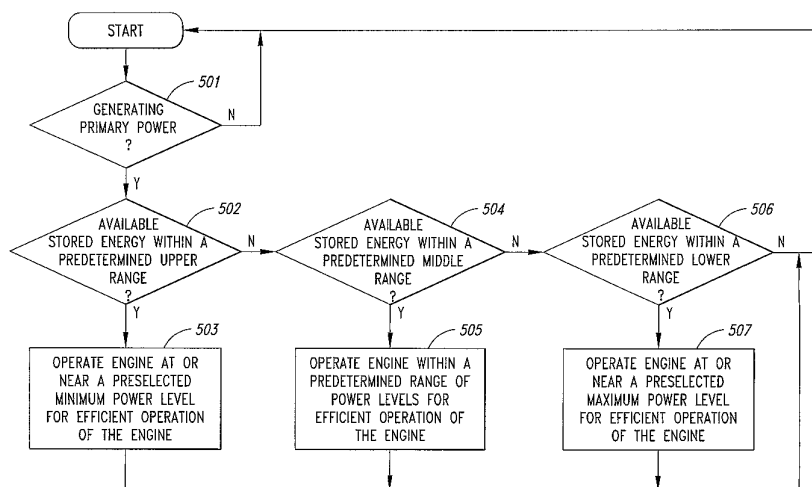 START
501
GENERATING
PRIMARY POWER
?
N
Y
502
AVAILABLE
STORED ENERGY WITHIN A
PREDETERMINED UPPER
RANGE
?
N
Y
504
AVAILABLE
STORED ENERGY WITHIN A
PREDETERMINED MIDDLE
RANGE
?
N
Y
506
AVAILABLE
STORED ENERGY WITHIN A
PREDETERMINED LOWER
RANGE
?
N
Y
503
OPERATE ENGINE AT OR
NEAR A PRESELECTED
MINIMUM POWER LEVEL
FOR EFFICIENT OPERATION
OF THE ENGINE
505
OPERATE ENGINE WITHIN A
PREDETERMINED RANGE OF
POWER LEVELS FOR
EFFICIENT OPERATION OF
THE ENGINE
507
OPERATE ENGINE AT OR
NEAR A PRESELECTED
MAXIMUM POWER LEVEL
FOR EFFICIENT OPERATION
OF THE ENGINE